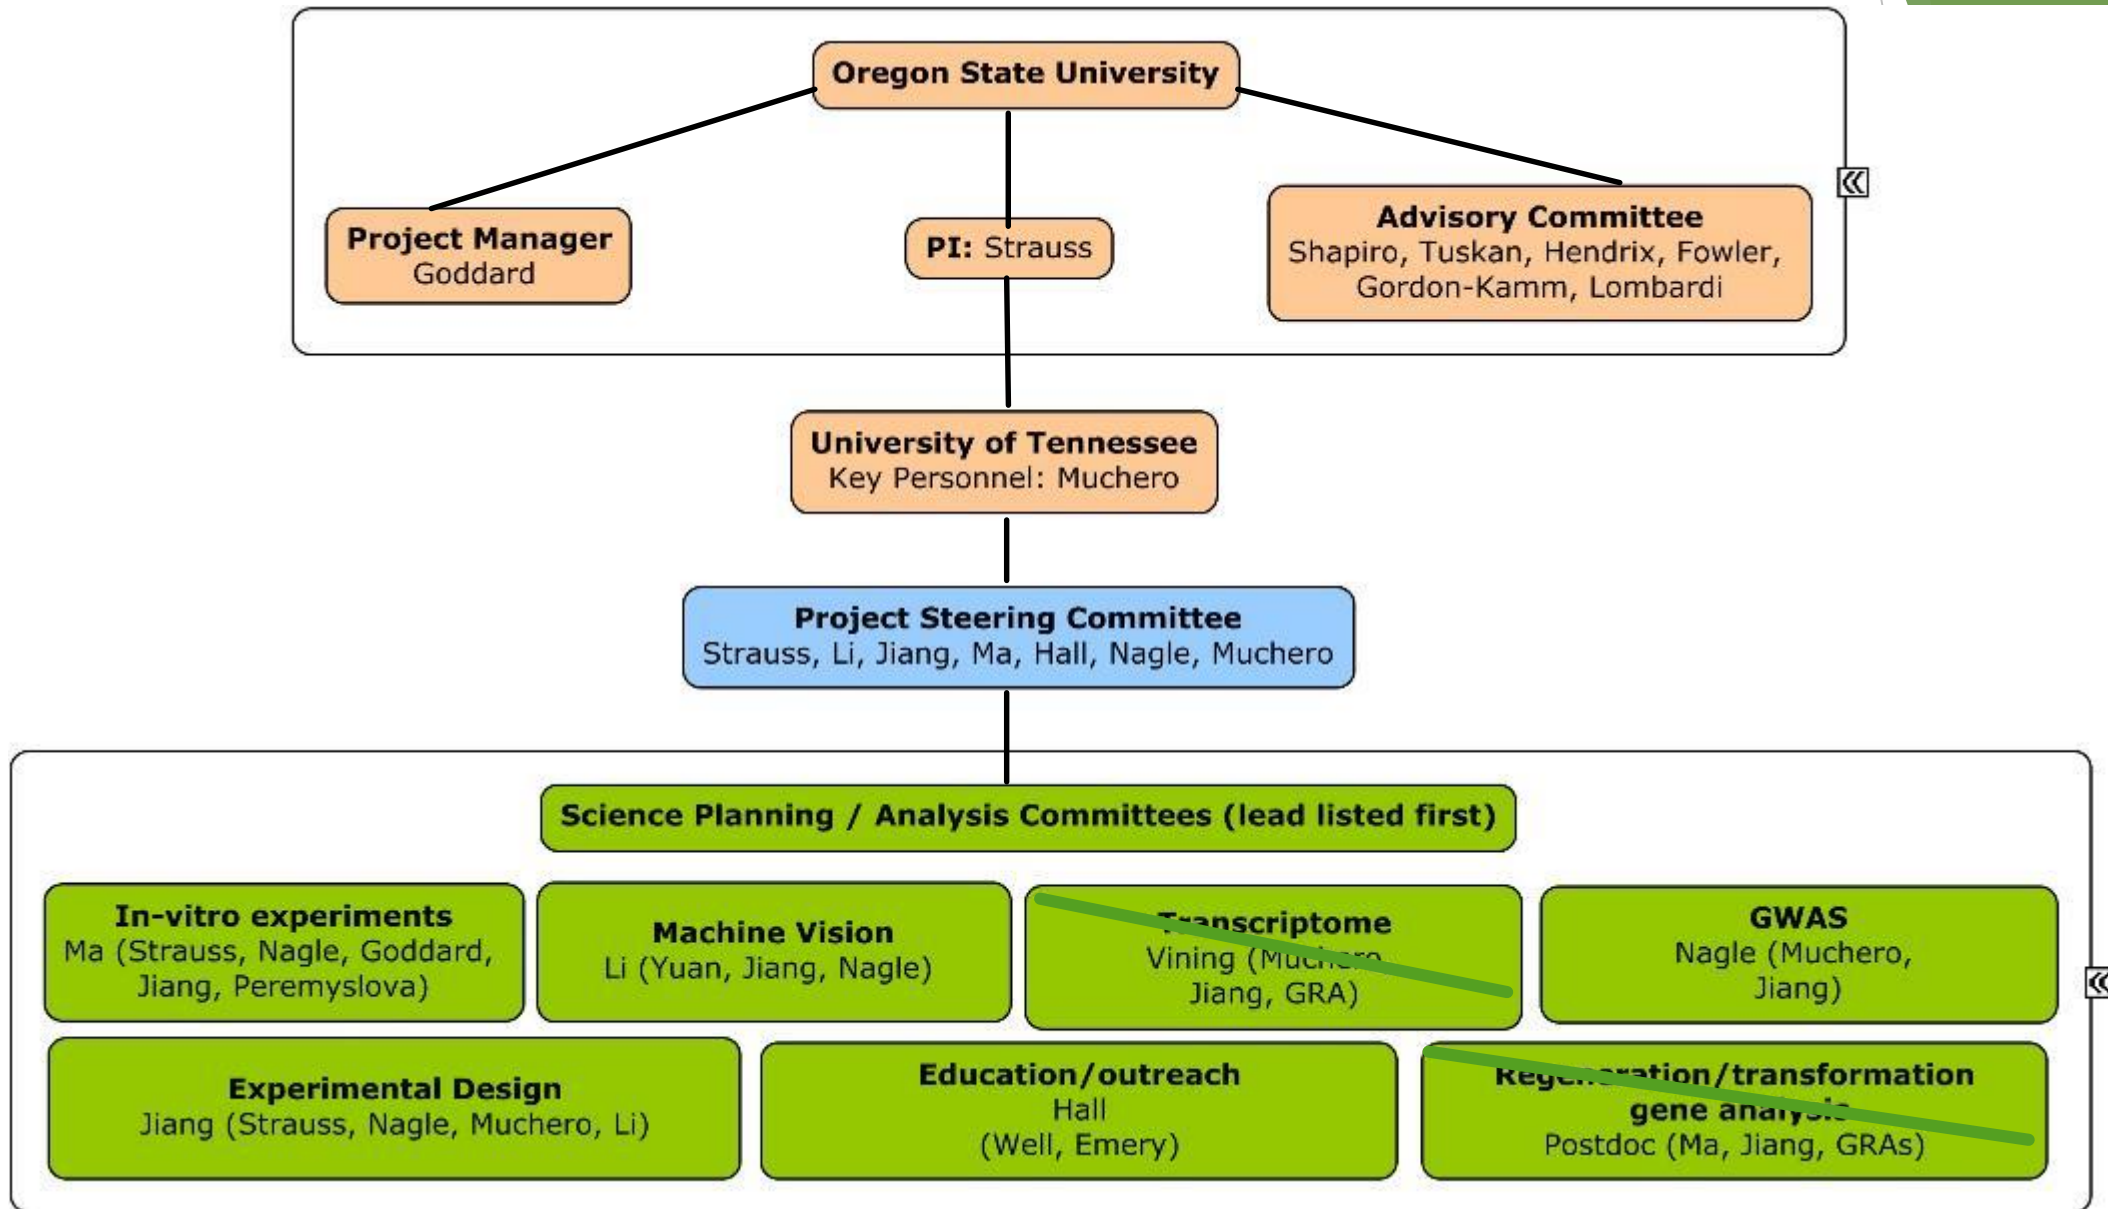 Oregon State University
Project Manager
Goddard
PI: Strauss
Advisory Committee
Shapiro, Tuskan, Hendrix, Fowler,
Gordon-Kamm, Lombardi
University of Tennessee
Key Personnel: Muchero
Project Steering Committee
Strauss, Li, Jiang, Ma, Hall, Nagle, Muchero
Science Planning / Analysis Committees (lead listed first)
In-vitro experiments
Ma (Strauss, Nagle, Goddard,
Jiang, Peremyslova)
Machine Vision
Li (Yuan, Jiang, Nagle)
Transcriptome
Vining (Muchero
Jiang, GRA)
GWAS
Nagle (Muchero,
Jiang)
Experimental Design
Jiang (Strauss, Nagle, Muchero, Li)
Education/outreach
Hall
(Well, Emery)
Regeneration/transformation
gene analysis
Postdoc (Ma, Jiang, GRAs)